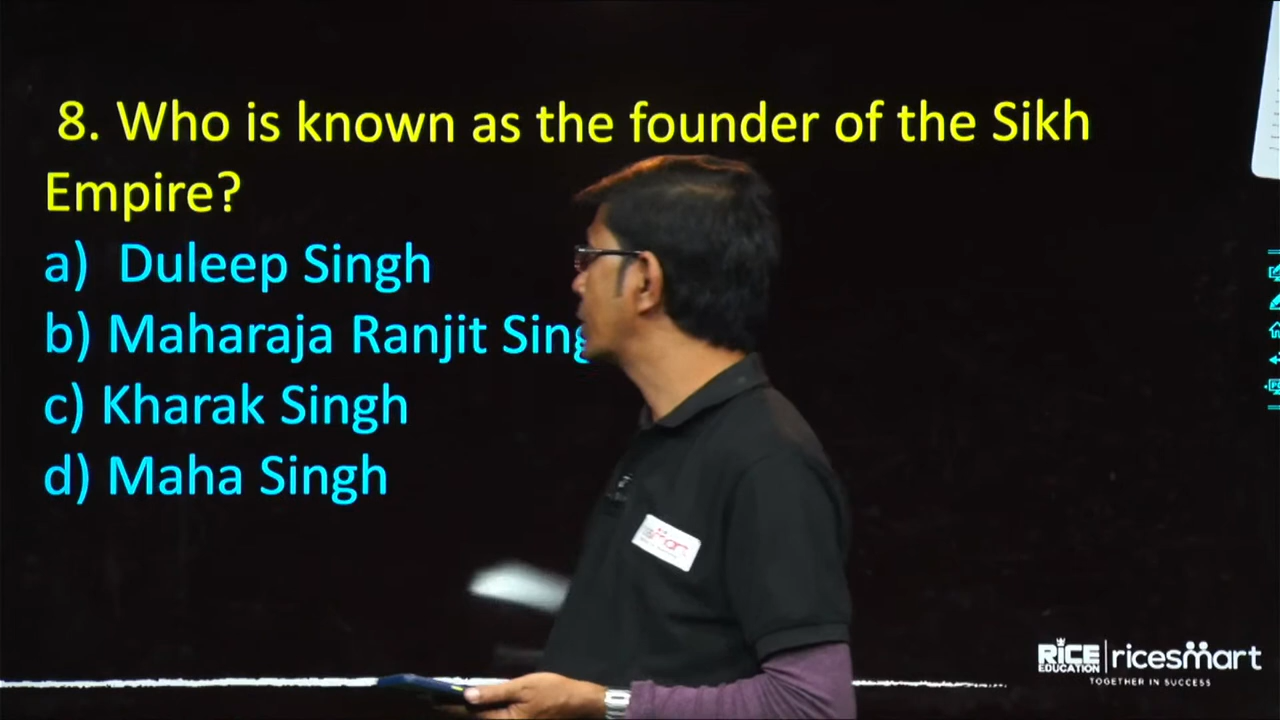 8. Who is known as the founder of the Sikh
Empire?
a) Duleep Singh
b) Maharaja Ranjit Sing
c) Kharak Singh
d) Maha Singh
RICE EDUCATION ricesmart
TOGETHER IN SUCCESS